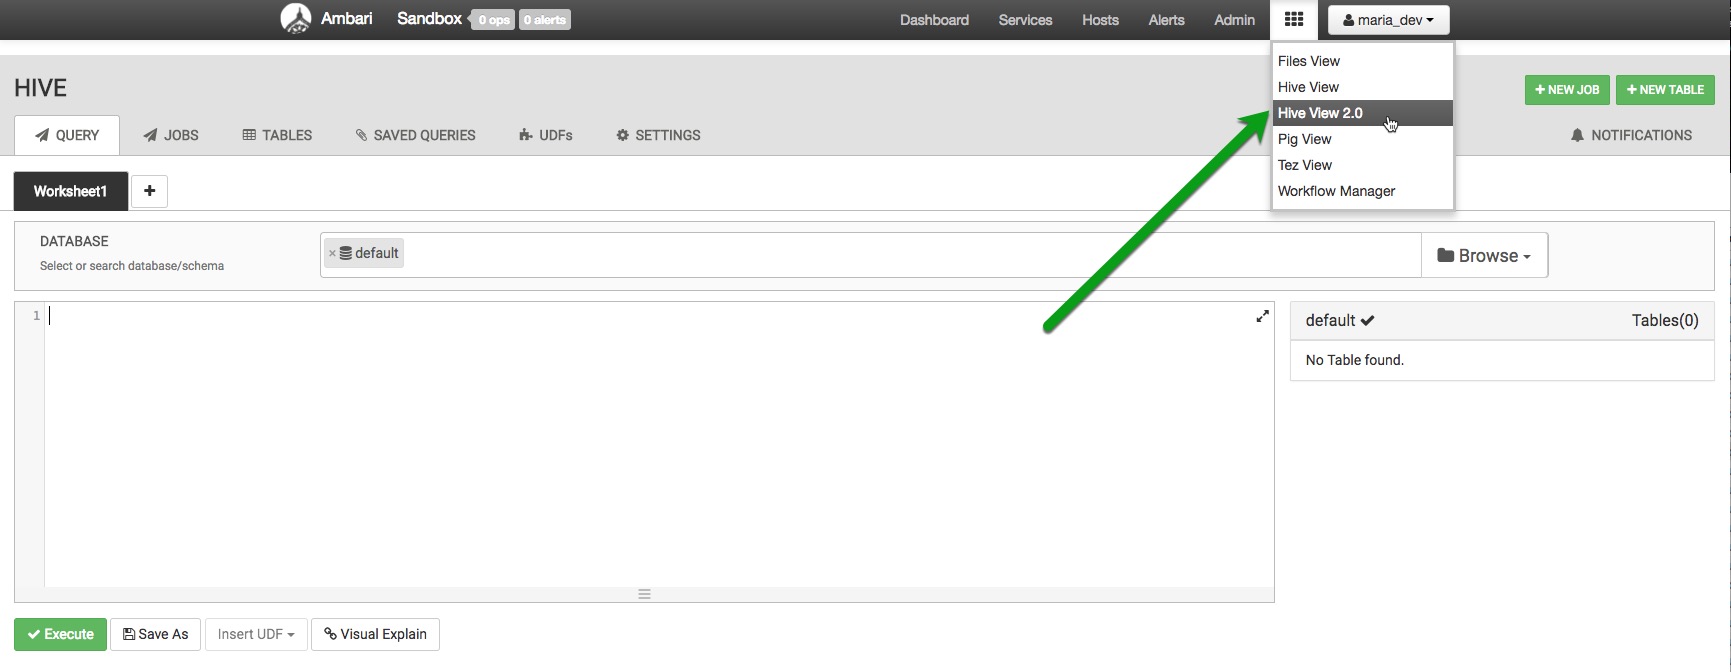 Ambari Sandbox 0 ops 0 alerts Dashboard Services Hosts Alerts Admin maria_dev
Files View
Hive View
Hive View 2.0
Pig View
Tez View
Workflow Manager
HIVE
NEW JOB NEW TABLE
QUERY JOBS TABLES SAVED QUERIES UDFs SETTINGS NOTIFICATIONS
Worksheet1 +
DATABASE
Select or search database/schema
× default
Browse
1
default Tables(0)
No Table found.
Execute Save As Insert UDF Visual Explain